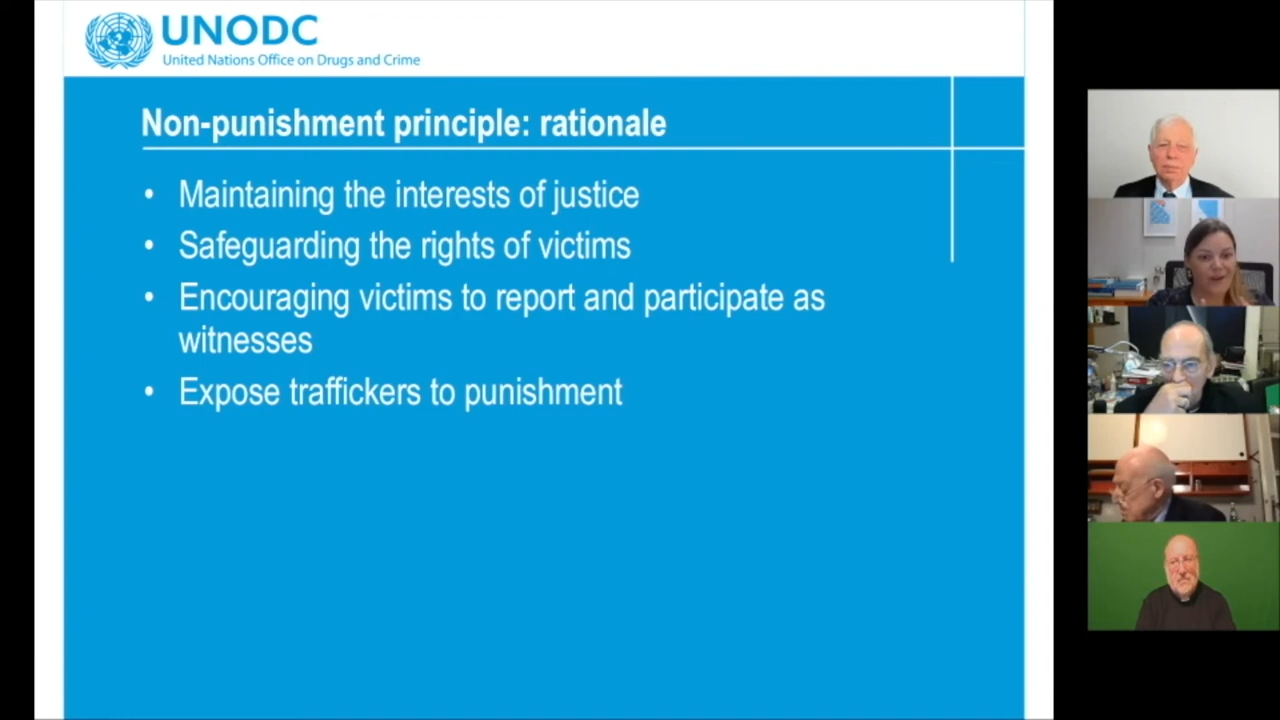 UNODC
United Nations Office on Drugs and Crime
Non-punishment principle: rationale
• Maintaining the interests of justice
• Safeguarding the rights of victims
• Encouraging victims to report and participate as
witnesses
• Expose traffickers to punishment